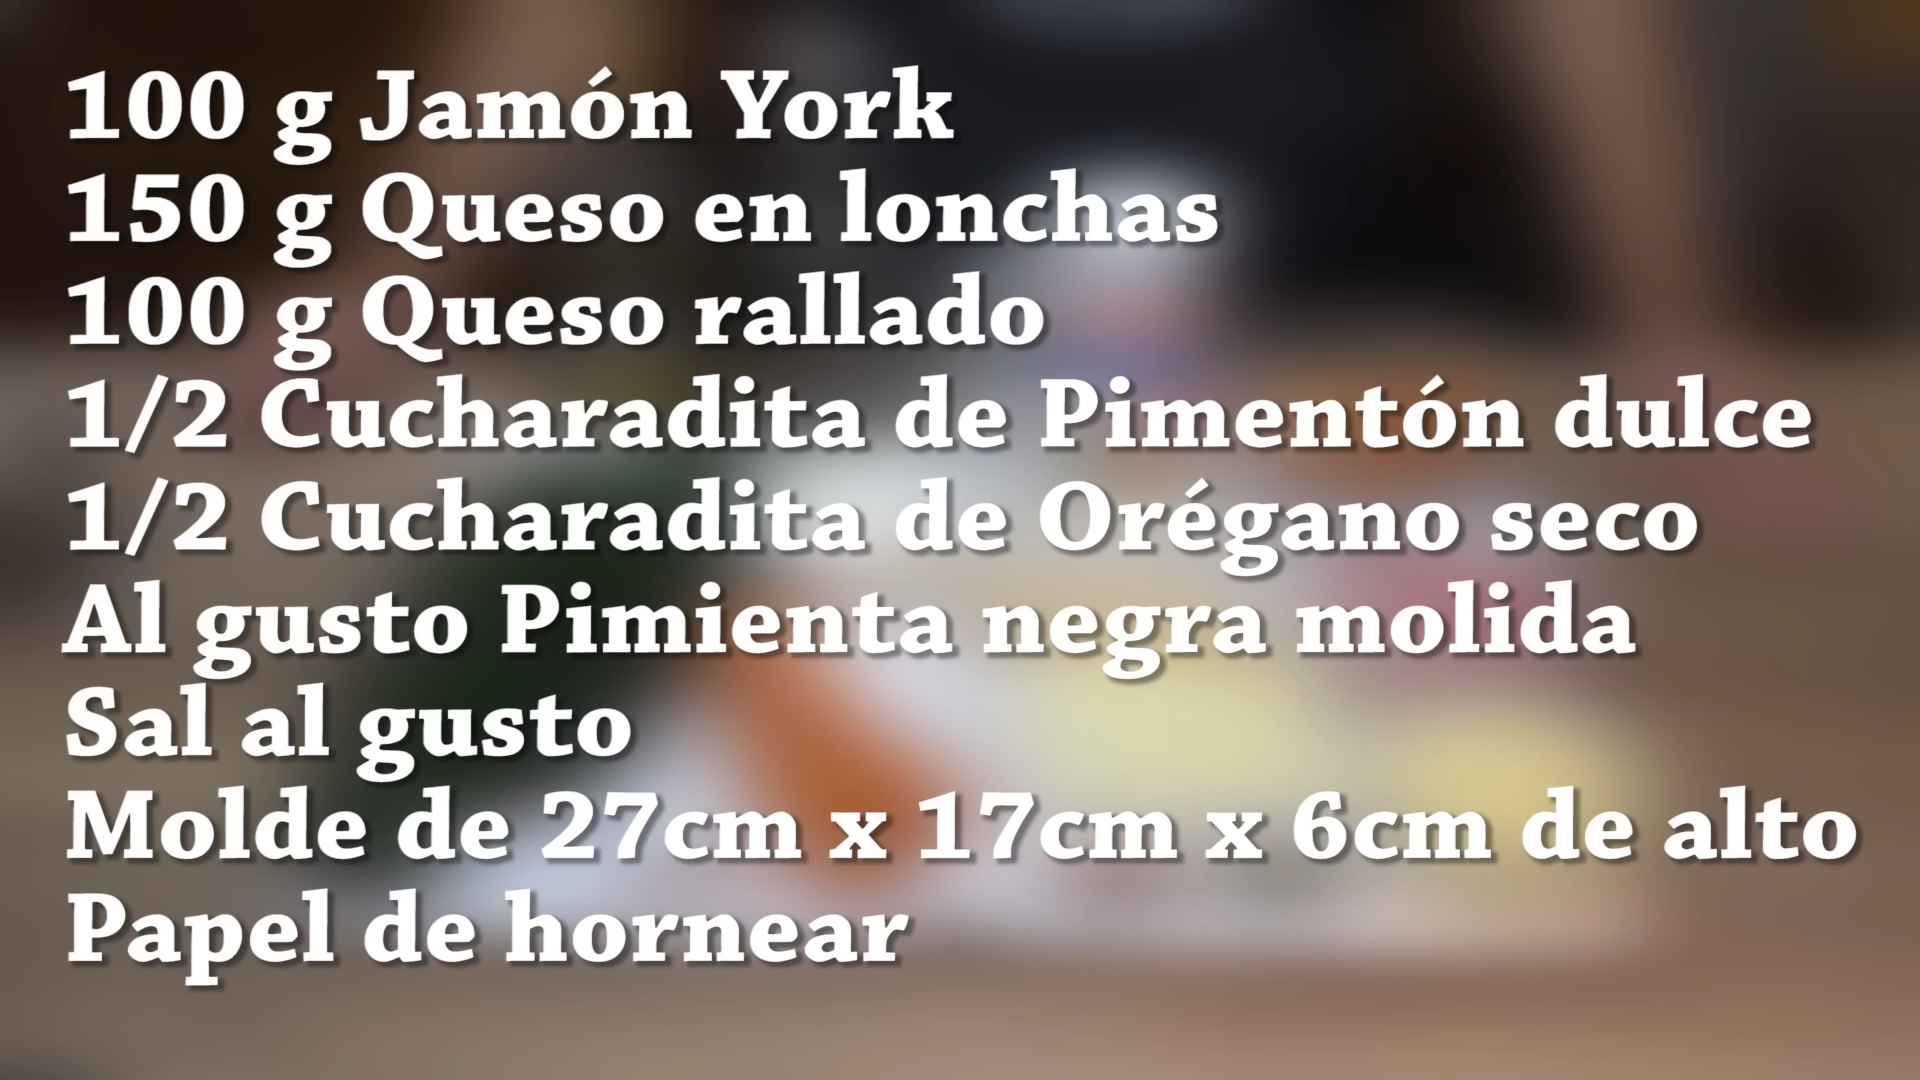 100 g Jamón York
150 g Queso en lonchas
100 g Queso rallado
1/2 Cucharadita de Pimentón dulce
1/2 Cucharadita de Orégano seco
Al gusto Pimienta negra molida
Sal al gusto
Molde de 27cm x 17cm x 6cm de alto
Papel de hornear